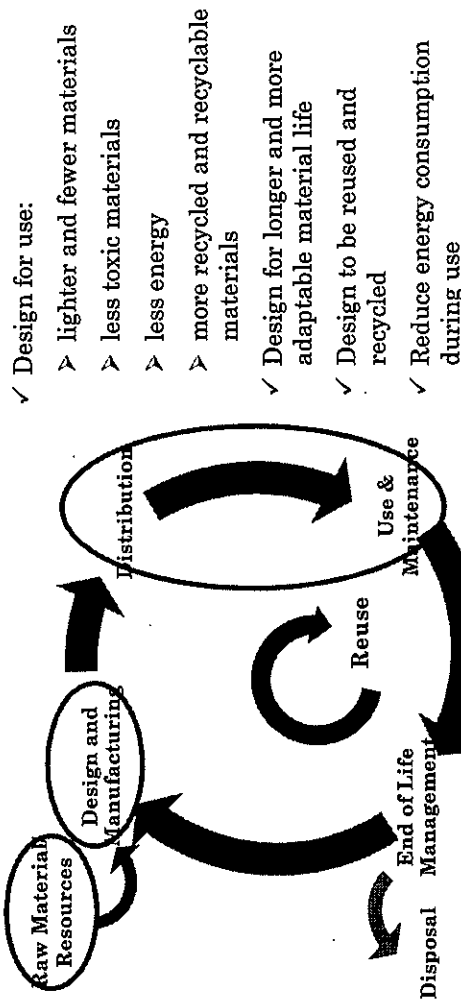 Raw Material
Resources
Design and
Manufacturing
Distribution
Use &
Maintenance
Reuse
End of Life
Management
Disposal
✓ Design for use:
➢ lighter and fewer materials
➢ less toxic materials
➢ less energy
➢ more recycled and recyclable
materials
✓ Design for longer and more
adaptable material life
✓ Design to be reused and
recycled
✓ Reduce energy consumption
during use